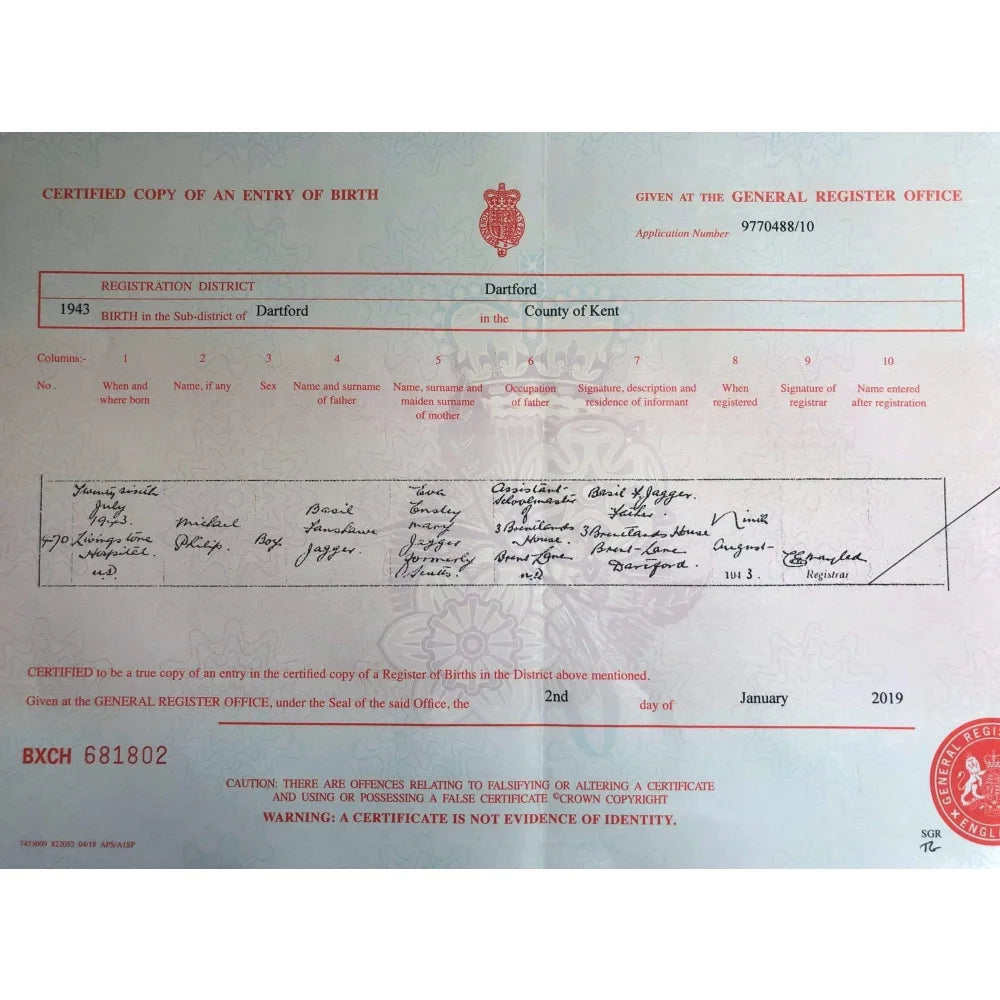 CERTIFIED COPY OF AN ENTRY OF BIRTH
GIVEN AT THE GENERAL REGISTER OFFICE
Application Number 9770488/10
REGISTRATION DISTRICT Dartford
1943 BIRTH in the Sub-district of Dartford in the County of Kent
Columns:- 1 2 3 4 5 6 7 8 9 10
No. When and where born
Name, if any
Sex
Name and surname of father
Name, surname and maiden surname of mother
Occupation of father
Signature, description and residence of informant
When registered
Signature of registrar
Name entered after registration
470
Twenty sixth
July
1943.
Livingstone
Hospital.
U.D.
Michael
Philip.
Boy.
Basil
Fanshawe
Jagger.
Eva
Ensley
Mary
Jagger
formerly
Scutts.
Assistant-
Schoolmaster
of
3 Brentlands
House.
Brent Lane
U.D.
Basil F. Jagger.
Father.
3 Brentlands House
Brent-Lane
Dartford.
Ninth
August-
1943.
Registrar
CERTIFIED to be a true copy of an entry in the certified copy of a Register of Births in the District above mentioned.
Given at the GENERAL REGISTER OFFICE, under the Seal of the said Office, the 2nd day of January 2019
BXCH 681802
CAUTION: THERE ARE OFFENCES RELATING TO FALSIFYING OR ALTERING A CERTIFICATE
AND USING OR POSSESSING A FALSE CERTIFICATE ©CROWN COPYRIGHT
WARNING: A CERTIFICATE IS NOT EVIDENCE OF IDENTITY.
822052 04/18 APS/A1SP
GENERAL REGIS
ENGL
SGR